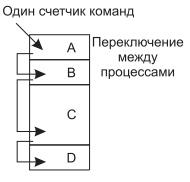 Один счетчик команд
Переключение
между
процессами
A
B
C
D